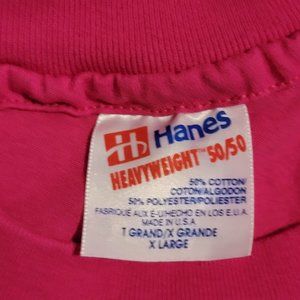 Hanes
HEAVYWEIGHT™ 50/50
50% COTTON/
COTON/ALGODON
50% POLYESTER/POLIESTER
FABRIQUE AUX E-U/HECHO EN LOS E.U.A.
MADE IN U.S.A.
T GRAND/X GRANDE
X LARGE